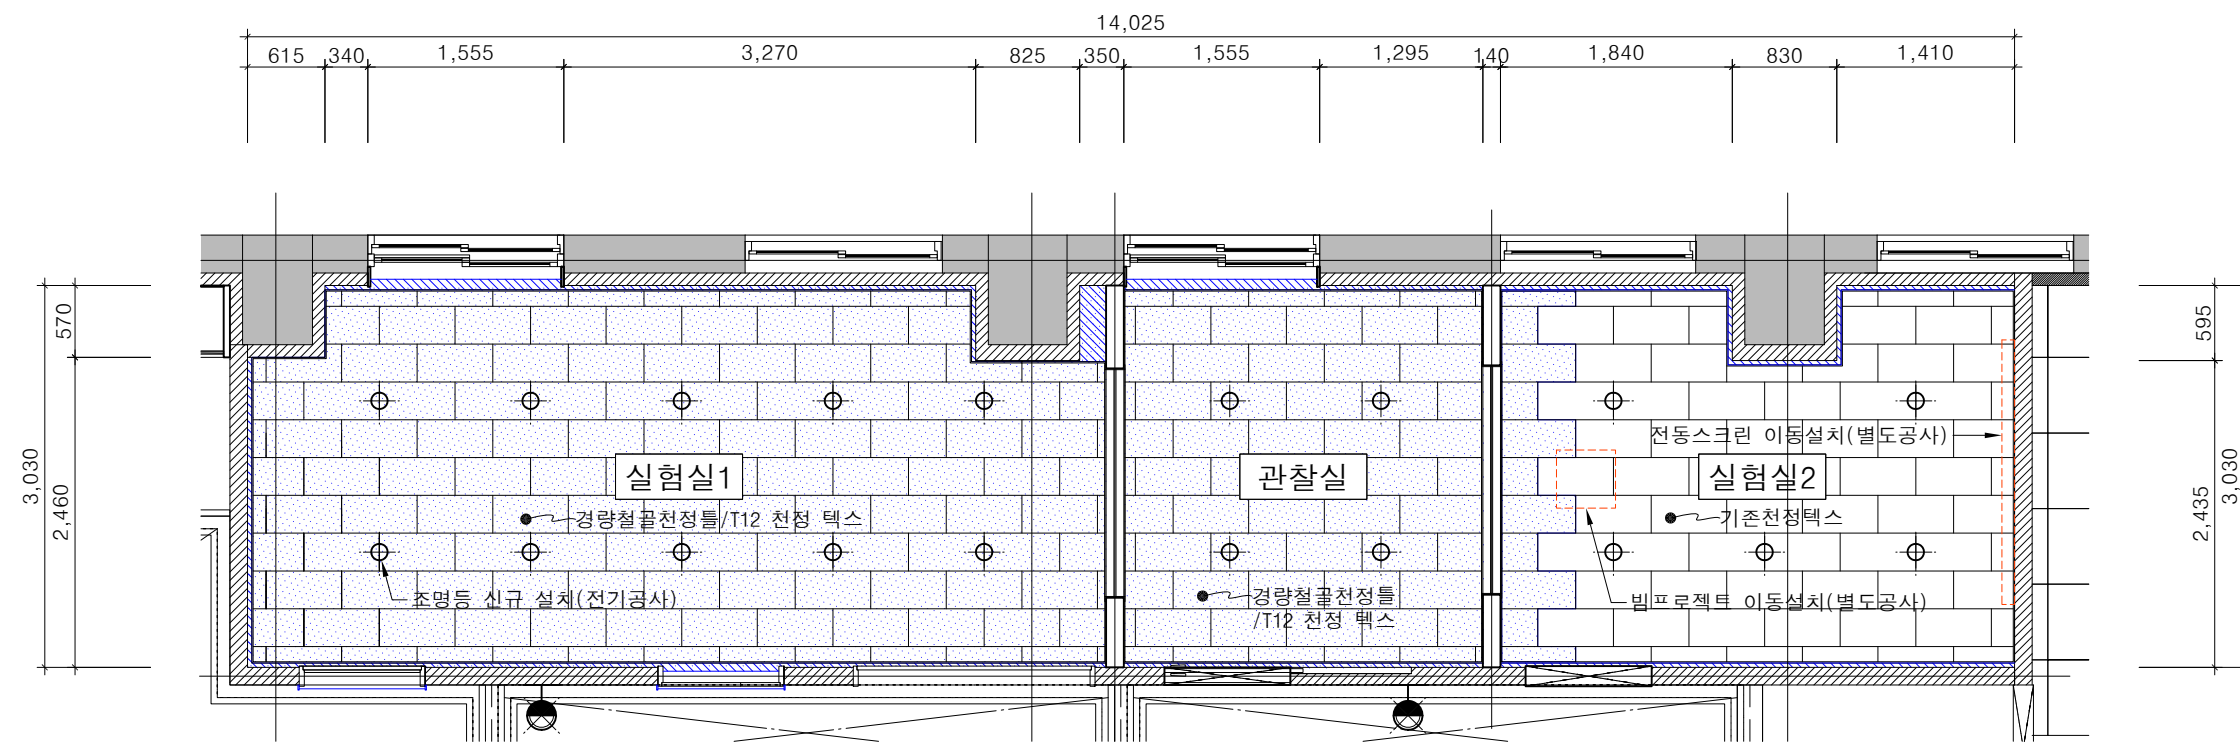 14,025
615 340 1,555 3,270 825 350 1,555 1,295 140 1,840 830 1,410
570
595
3,030
2,460
2,435
3,030
전동스크린 이동설치(별도공사)
실험실1
관찰실
실험실2
경량철골천정틀/T12 천정 텍스
기존천정텍스
조명등 신규 설치(전기공사)
경량철골천정틀
/T12 천정 텍스
빔프로젝트 이동설치(별도공사)